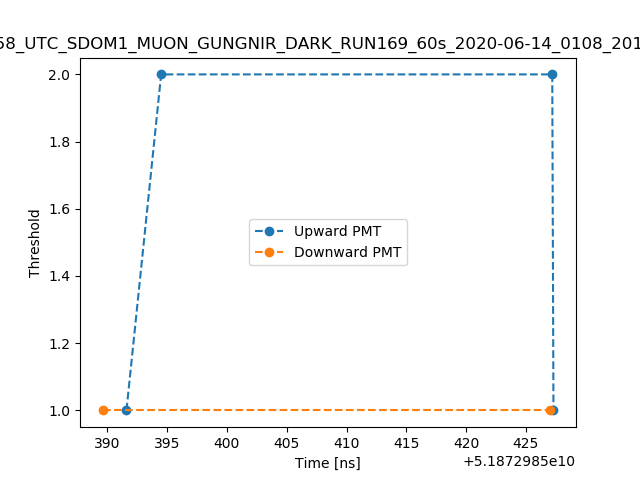 58_UTC_SDOM1_MUON_GUNGNIR_DARK_RUN169_60s_2020-06-14_0108_201
2.0
1.8
1.6
1.4
1.2
1.0
Threshold
Upward PMT
Downward PMT
390 395 400 405 410 415 420 425
Time [ns]
+5.1872985e10